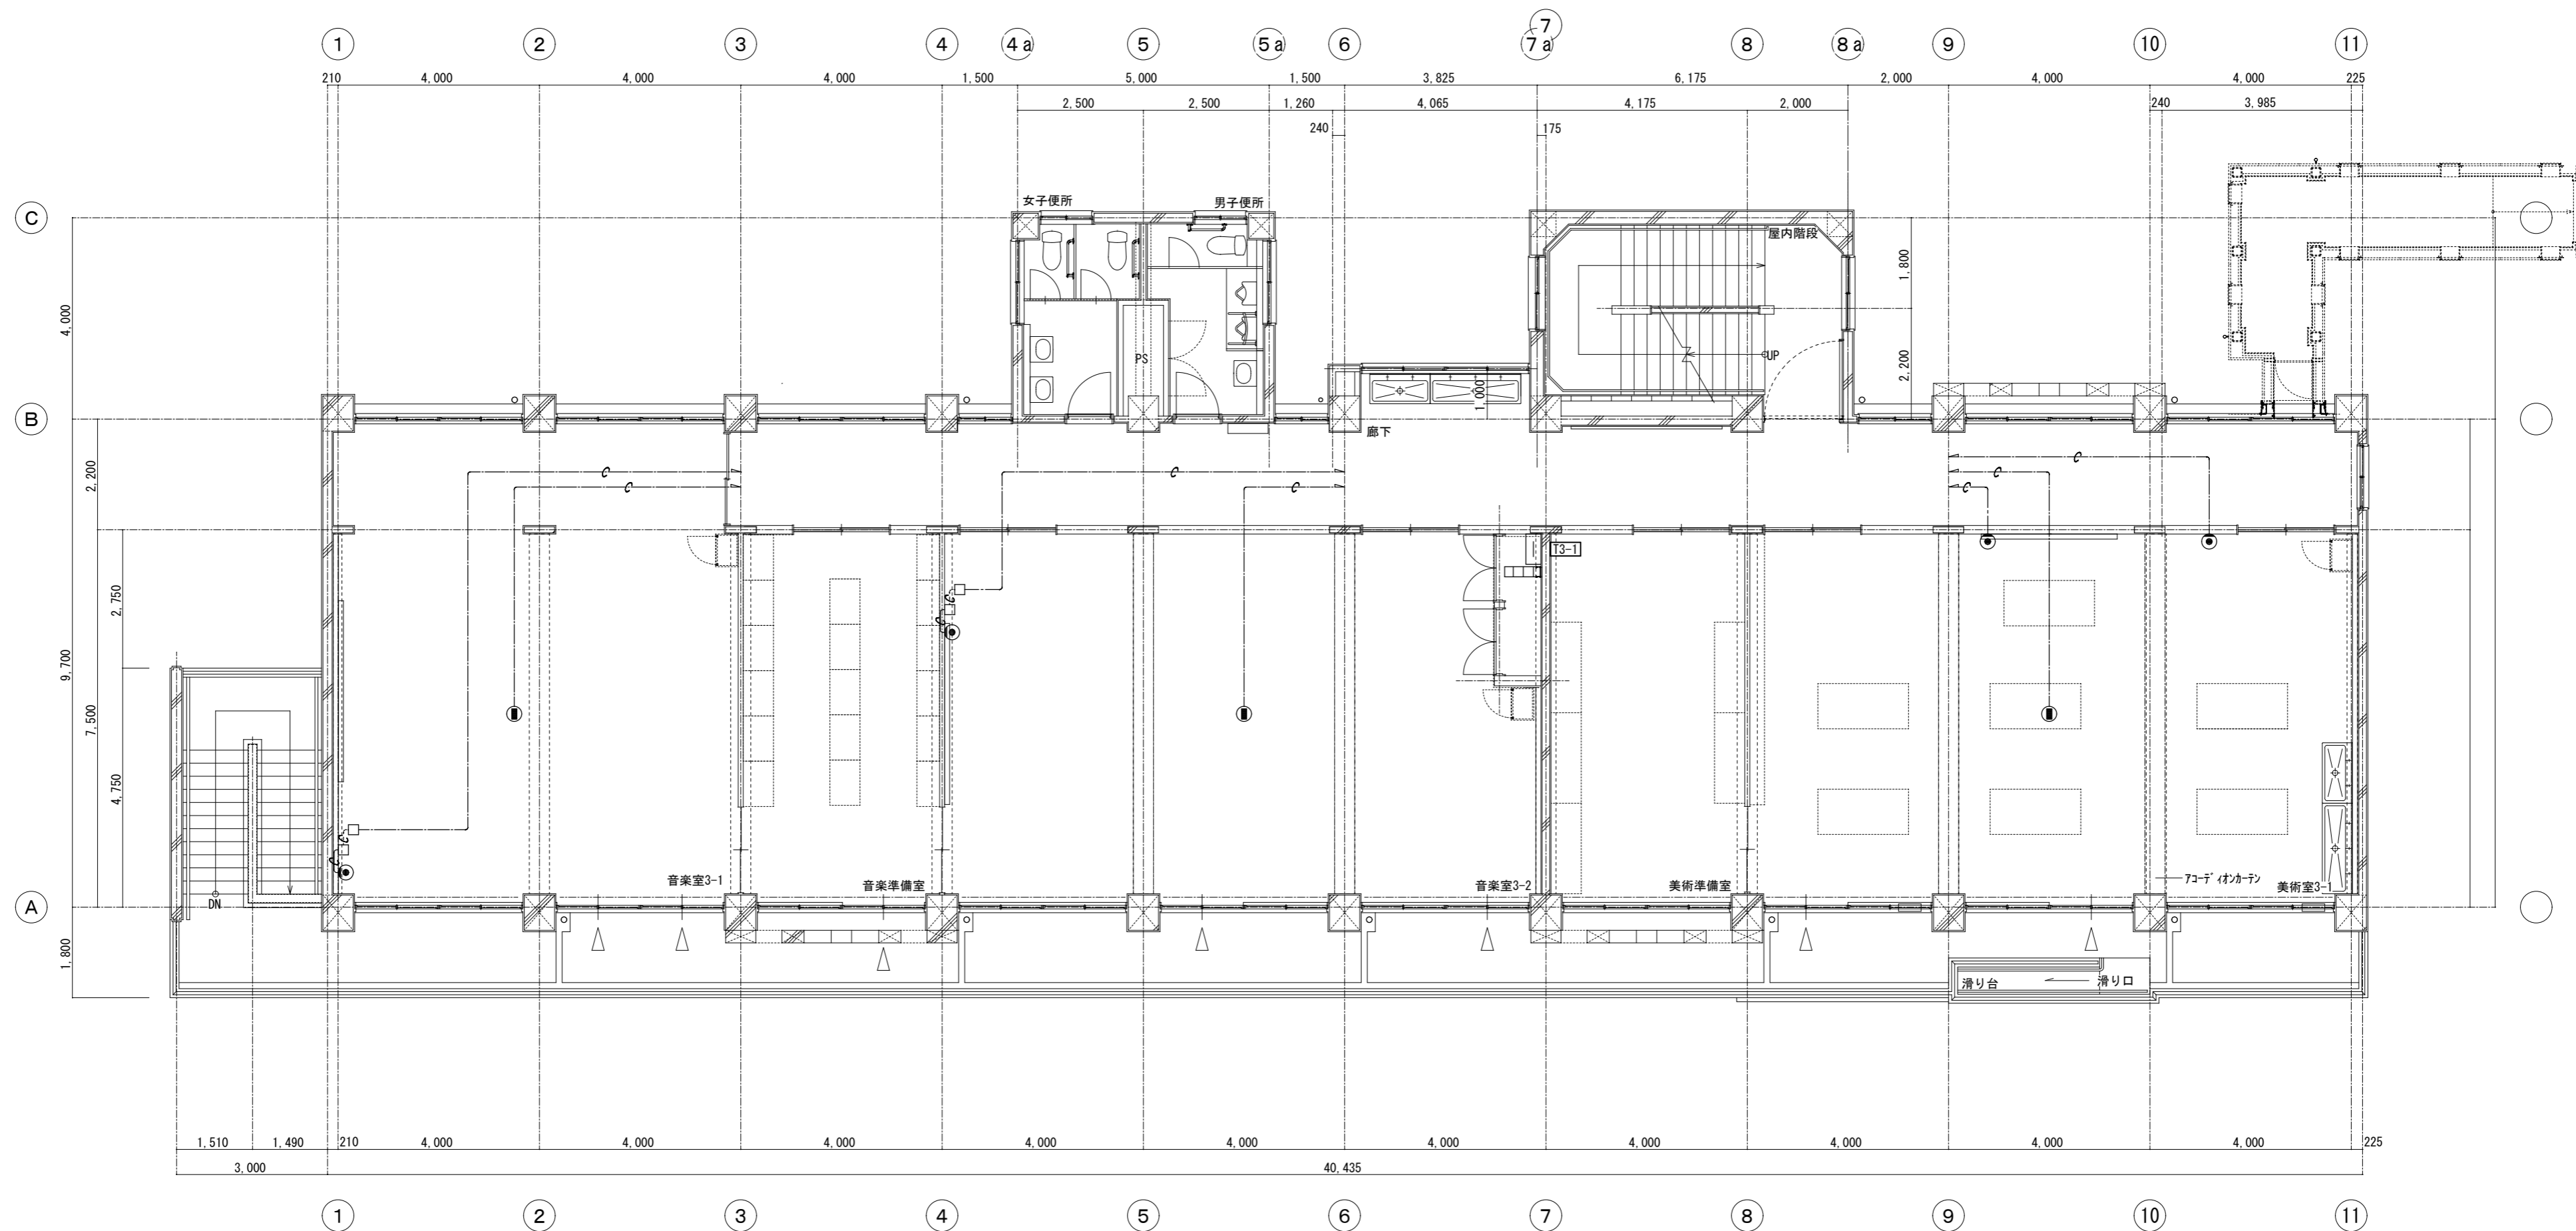 7
1 2 3 4 4a 5 5a 6 7a 8 8a 9 10 11
210 4,000 4,000 4,000 1,500 5,000 1,500 3,825 6,175 2,000 4,000 4,000 225
2,500 2,500 1,260 4,065 4,175 2,000 240 3,985
240 175
女子便所 男子便所
C
屋内階段
1,800
4,000
2,200
PS
UP
1,000
B
廊下
2,200
C C C C C C C
T3-1
2,750
C
C
9,700
7,500
4,750
C
C
音楽室3-1 音楽準備室 音楽室3-2 美術準備室 アコーディオンカーテン 美術室3-1
A
DN
1,800
滑り台 滑り口
1,510 1,490 210 4,000 4,000 4,000 4,000 4,000 4,000 4,000 4,000 4,000 4,000 225
3,000 40,435
1 2 3 4 5 6 7 8 9 10 11